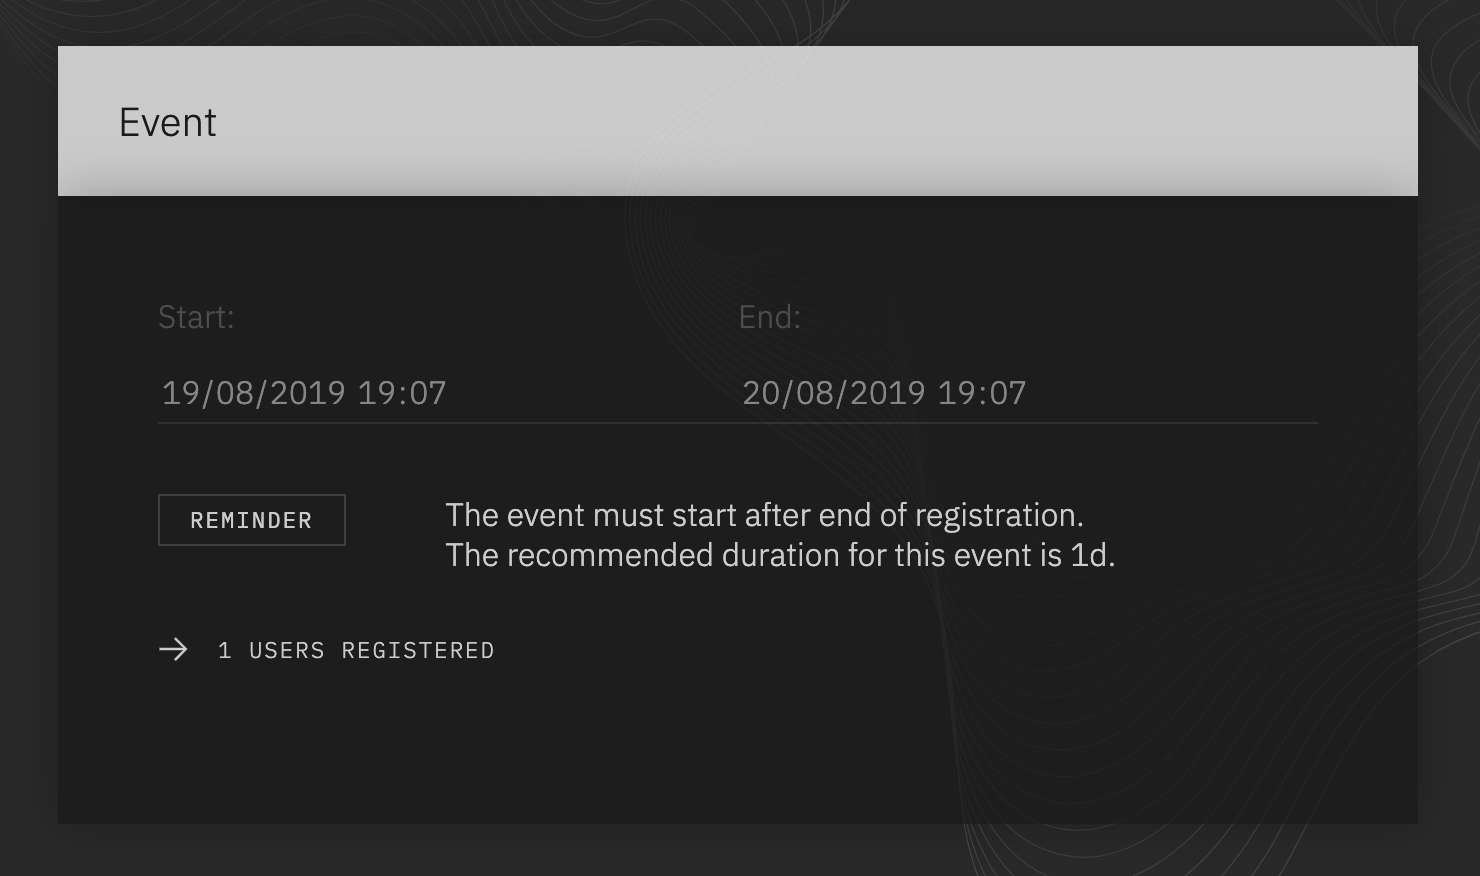 Event
Start:
End:
19/08/2019 19:07
20/08/2019 19:07
REMINDER
The event must start after end of registration.
The recommended duration for this event is 1d.
→ 1 USERS REGISTERED